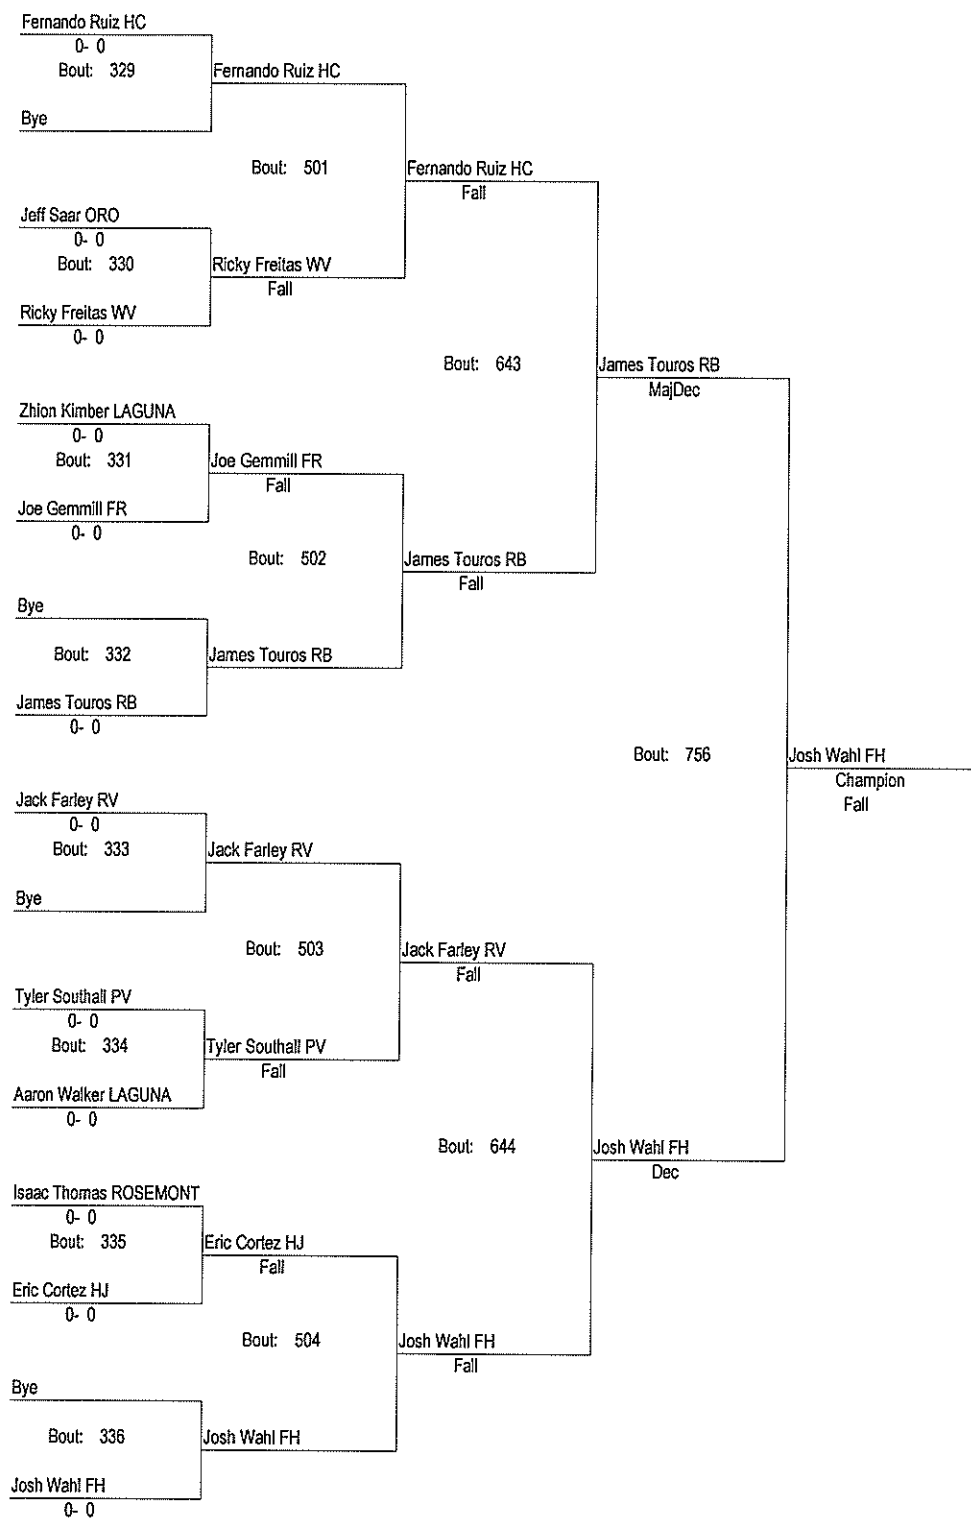 Fernando Ruiz HC
0- 0
Bout: 329
Fernando Ruiz HC
Bye
Bout: 501
Fernando Ruiz HC
Fall
Jeff Saar ORO
0- 0
Bout: 330
Ricky Freitas WV
Fall
Ricky Freitas WV
0- 0
Bout: 643
James Touros RB
MajDec
Zhion Kimber LAGUNA
0- 0
Bout: 331
Joe Gemmill FR
Fall
Joe Gemmill FR
0- 0
Bout: 502
James Touros RB
Fall
Bye
Bout: 332
James Touros RB
James Touros RB
0- 0
Bout: 756
Josh Wahl FH
Champion
Fall
Jack Farley RV
0- 0
Bout: 333
Jack Farley RV
Bye
Bout: 503
Jack Farley RV
Fall
Tyler Southall PV
0- 0
Bout: 334
Tyler Southall PV
Fall
Aaron Walker LAGUNA
0- 0
Bout: 644
Josh Wahl FH
Dec
Isaac Thomas ROSEMONT
0- 0
Bout: 335
Eric Cortez HJ
Fall
Eric Cortez HJ
0- 0
Bout: 504
Josh Wahl FH
Fall
Bye
Bout: 336
Josh Wahl FH
Josh Wahl FH
0- 0